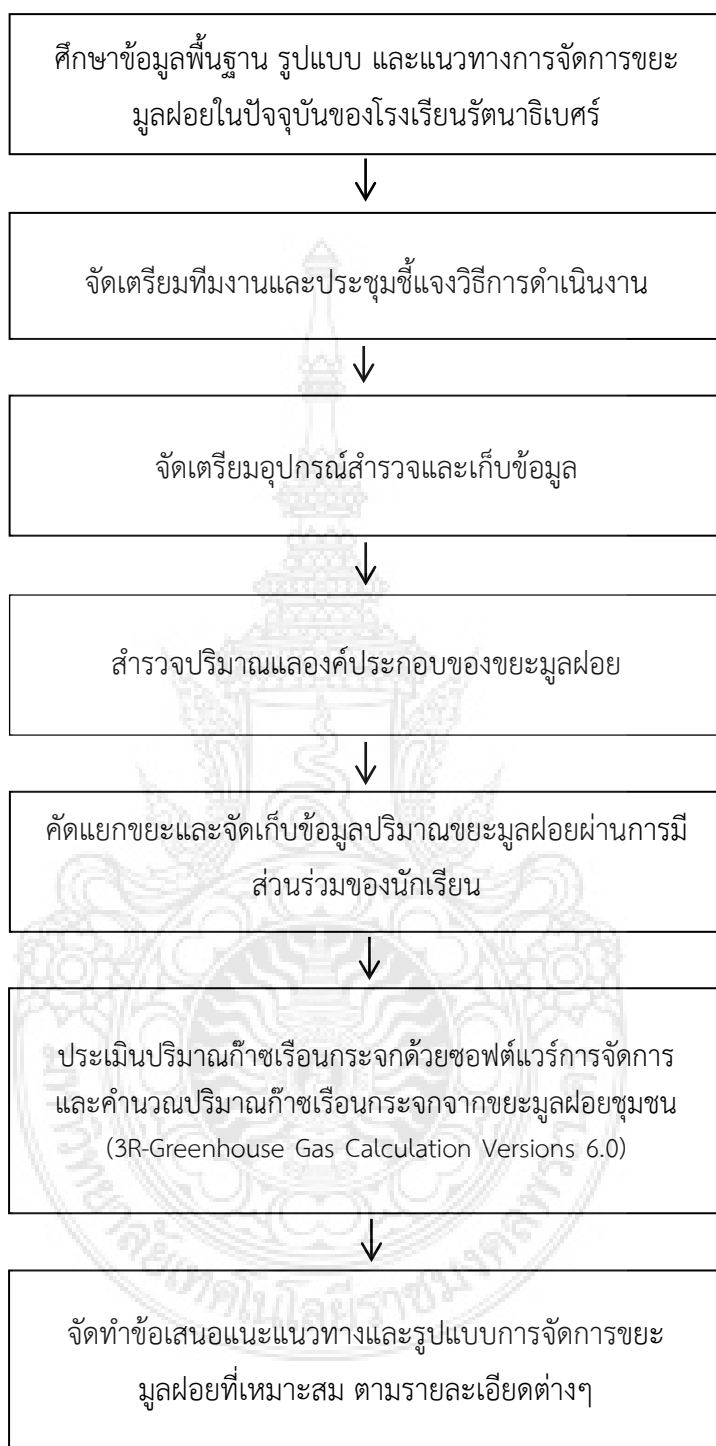 ศึกษาข้อมูลพื้นฐาน รูปแบบ และแนวทางการจัดการขยะ
มูลฝอยในปัจจุบันของโรงเรียนรัตนาธิเบศร์
จัดเตรียมทีมงานและประชุมชี้แจงวิธีการดำเนินงาน
จัดเตรียมอุปกรณ์สำรวจและเก็บข้อมูล
สำรวจปริมาณแลองค์ประกอบของขยะมูลฝอย
คัดแยกขยะและจัดเก็บข้อมูลปริมาณขยะมูลฝอยผ่านการมี
ส่วนร่วมของนักเรียน
ประเมินปริมาณก๊าซเรือนกระจกด้วยซอฟต์แวร์การจัดการ
และคำนวณปริมาณก๊าซเรือนกระจกจากขยะมูลฝอยชุมชน
(3R-Greenhouse Gas Calculation Versions 6.0)
จัดทำข้อเสนอแนะแนวทางและรูปแบบการจัดการขยะ
มูลฝอยที่เหมาะสม ตามรายละเอียดต่างๆ